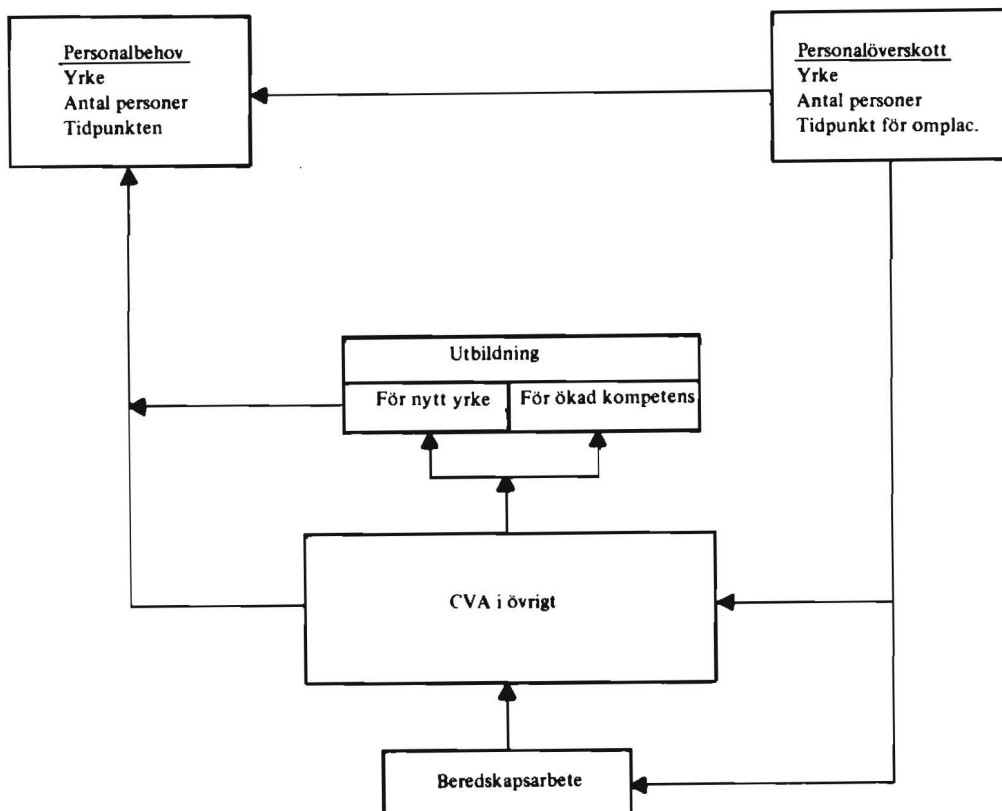 Personalbehov
Yrke
Antal personer
Tidpunkten
Personalöverskott
Yrke
Antal personer
Tidpunkt för omplac.
Utbildning
För nytt yrke
För ökad kompetens
CVA i övrigt
Beredskapsarbete